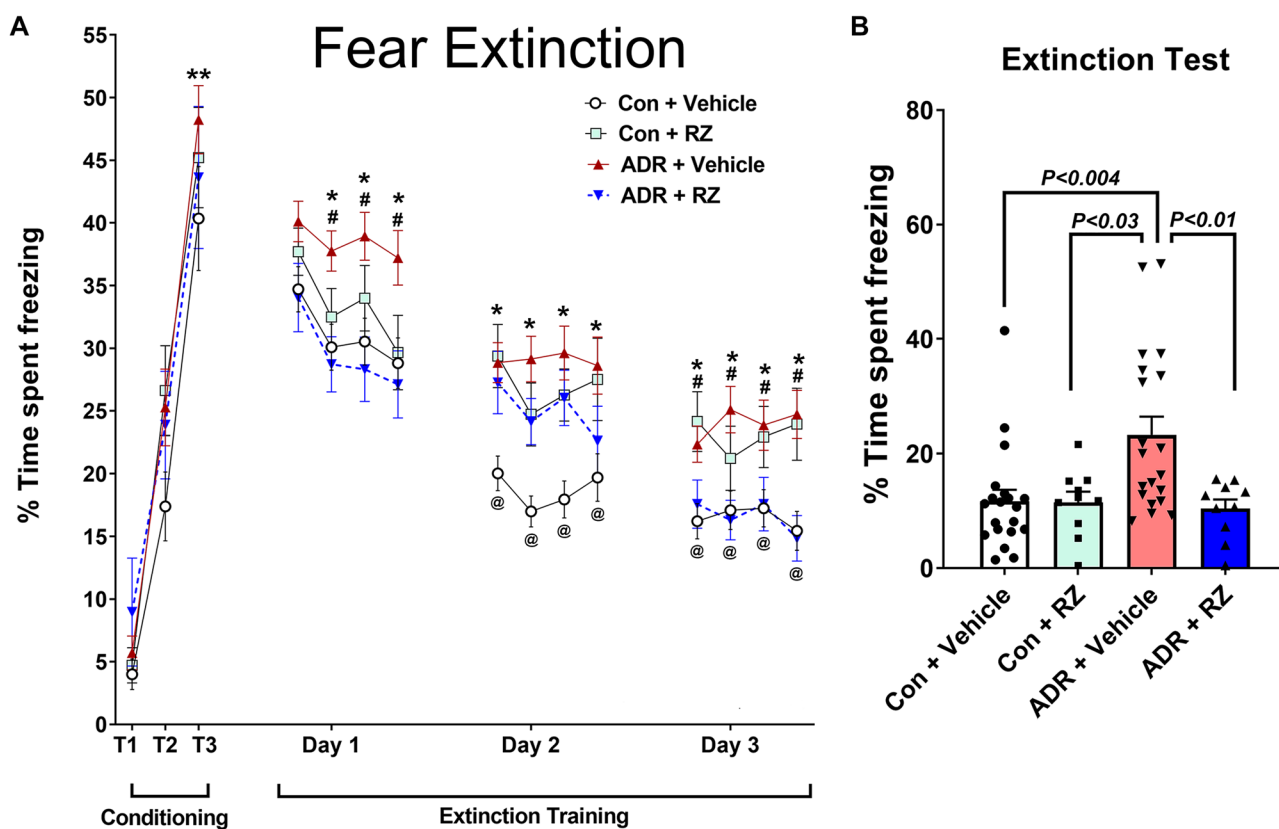 A
Fear Extinction
% Time spent freezing
55
50
45
40
35
30
25
20
15
10
5
0
**
Con + Vehicle
Con + RZ
ADR + Vehicle
ADR + RZ
* * *
# # #
* * * *
@ @ @ @
* * * *
# # # #
@ @ @ @
T1 T2 T3 Day 1 Day 2 Day 3
Conditioning Extinction Training
B
Extinction Test
% Time spent freezing
80
60
40
20
0
P<0.004
P<0.03 P<0.01
Con + Vehicle
Con + RZ
ADR + Vehicle
ADR + RZ